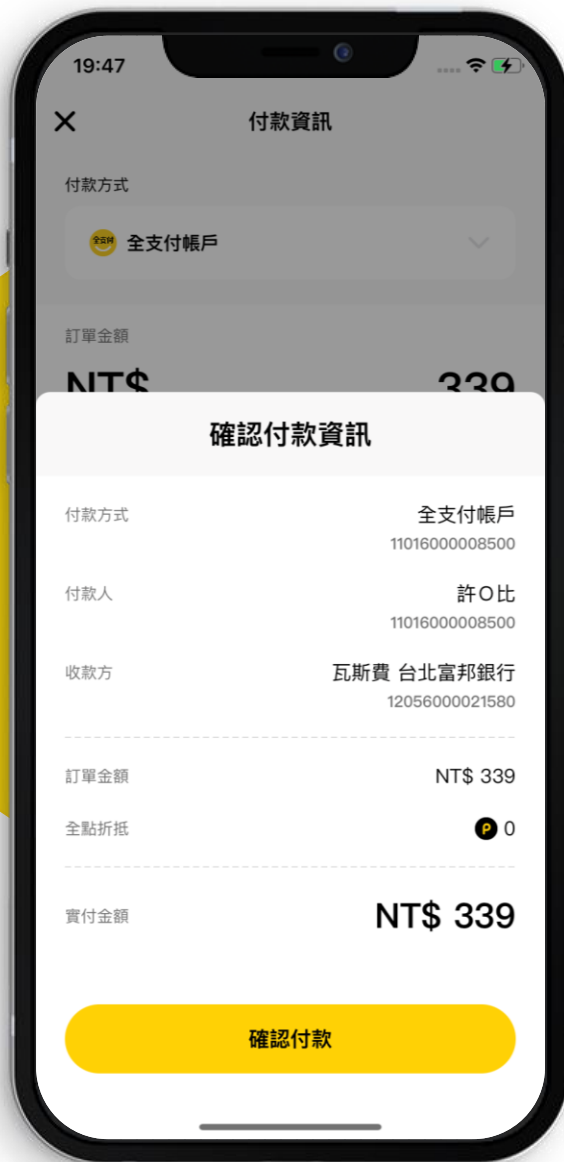 19:47
付款資訊
付款方式
全支付
全支付帳戶
訂單金額
NT$ 339
確認付款資訊
付款方式 全支付帳戶
11016000008500
付款人 許O比
11016000008500
收款方 瓦斯費 台北富邦銀行
12056000021580
訂單金額 NT$ 339
全點折抵 P 0
實付金額 NT$ 339
確認付款